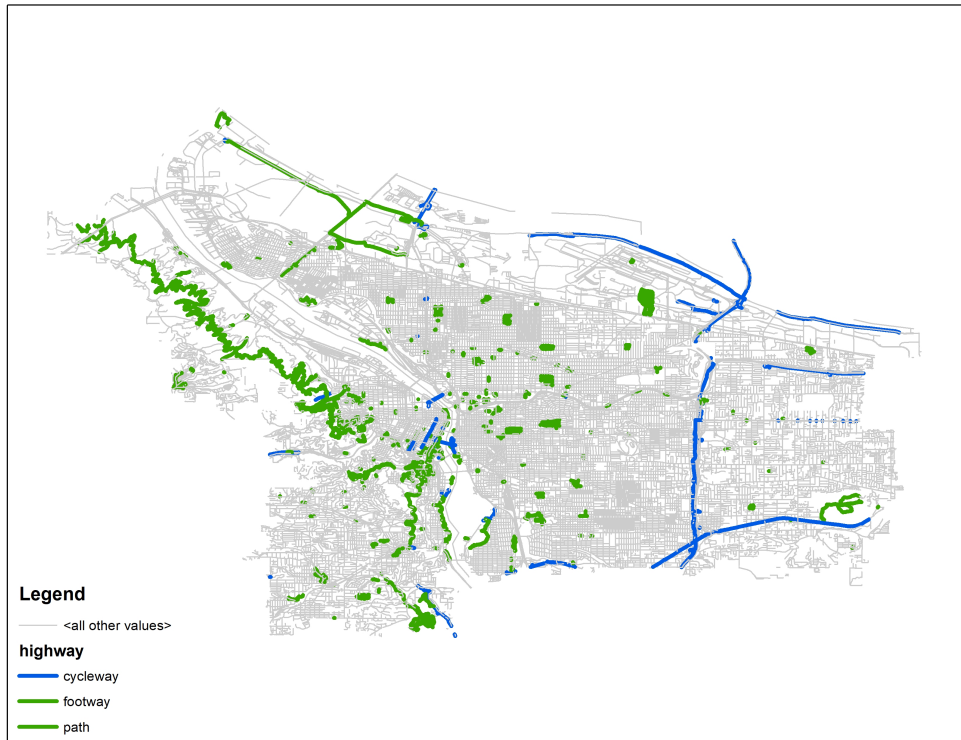 Legend
<all other values>
highway
cycleway
footway
path